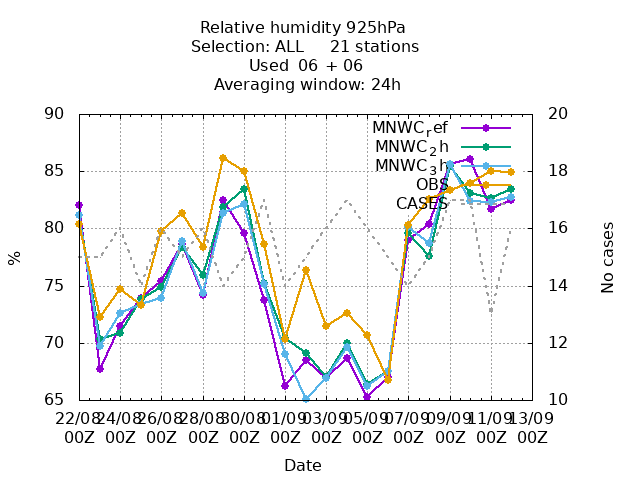 Relative humidity 925hPa
Selection: ALL     21 stations
Used  06 + 06
Averaging window: 24h
90
85
80
75
70
65
%
20
18
16
14
12
10
No cases
MNWCref
MNWC2h
MNWC3h
OBS
CASES
22/08 24/08 26/08 28/08 30/08 01/09 03/09 05/09 07/09 09/09 11/09 13/09
00Z 00Z 00Z 00Z 00Z 00Z 00Z 00Z 00Z 00Z 00Z 00Z
Date